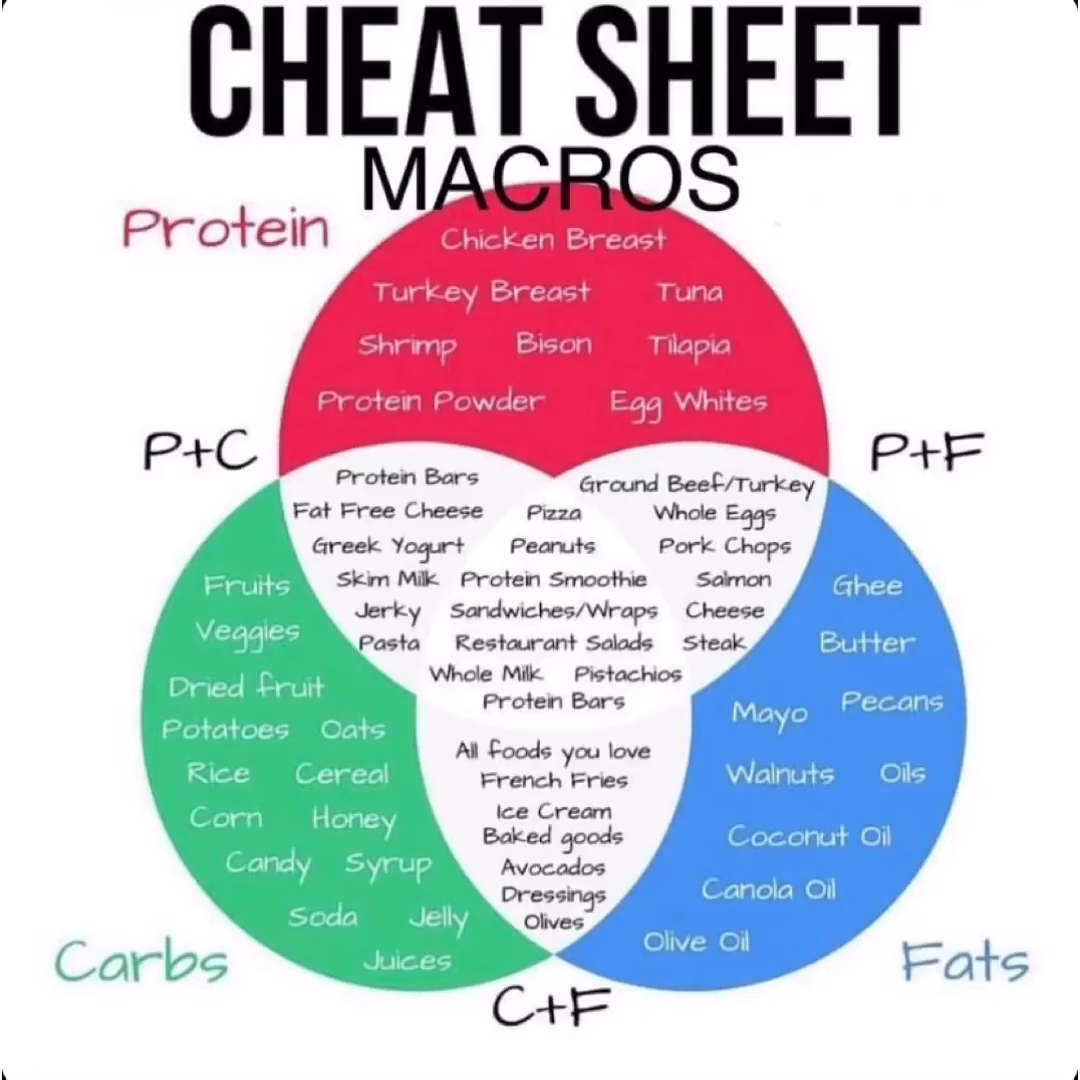 CHEAT SHEET
MACROS
Protein
Chicken Breast
Turkey Breast Tuna
Shrimp Bison Tilapia
Protein Powder Egg Whites
P+C
P+F
Protein Bars
Fat Free Cheese
Greek Yogurt
Skim Milk
Jerky
Pasta
Ground Beef/Turkey
Whole Eggs
Pork Chops
Salmon
Cheese
Steak
Pizza
Peanuts
Protein Smoothie
Sandwiches/Wraps
Restaurant Salads
Whole Milk Pistachios
Protein Bars
Fruits
Veggies
Dried fruit
Potatoes Oats
Rice Cereal
Corn Honey
Candy Syrup
Soda Jelly
Juices
Carbs
All foods you love
French Fries
Ice Cream
Baked goods
Avocados
Dressings
Olives
C+F
Ghee
Butter
Mayo Pecans
Walnuts Oils
Coconut Oil
Canola Oil
Olive Oil
Fats